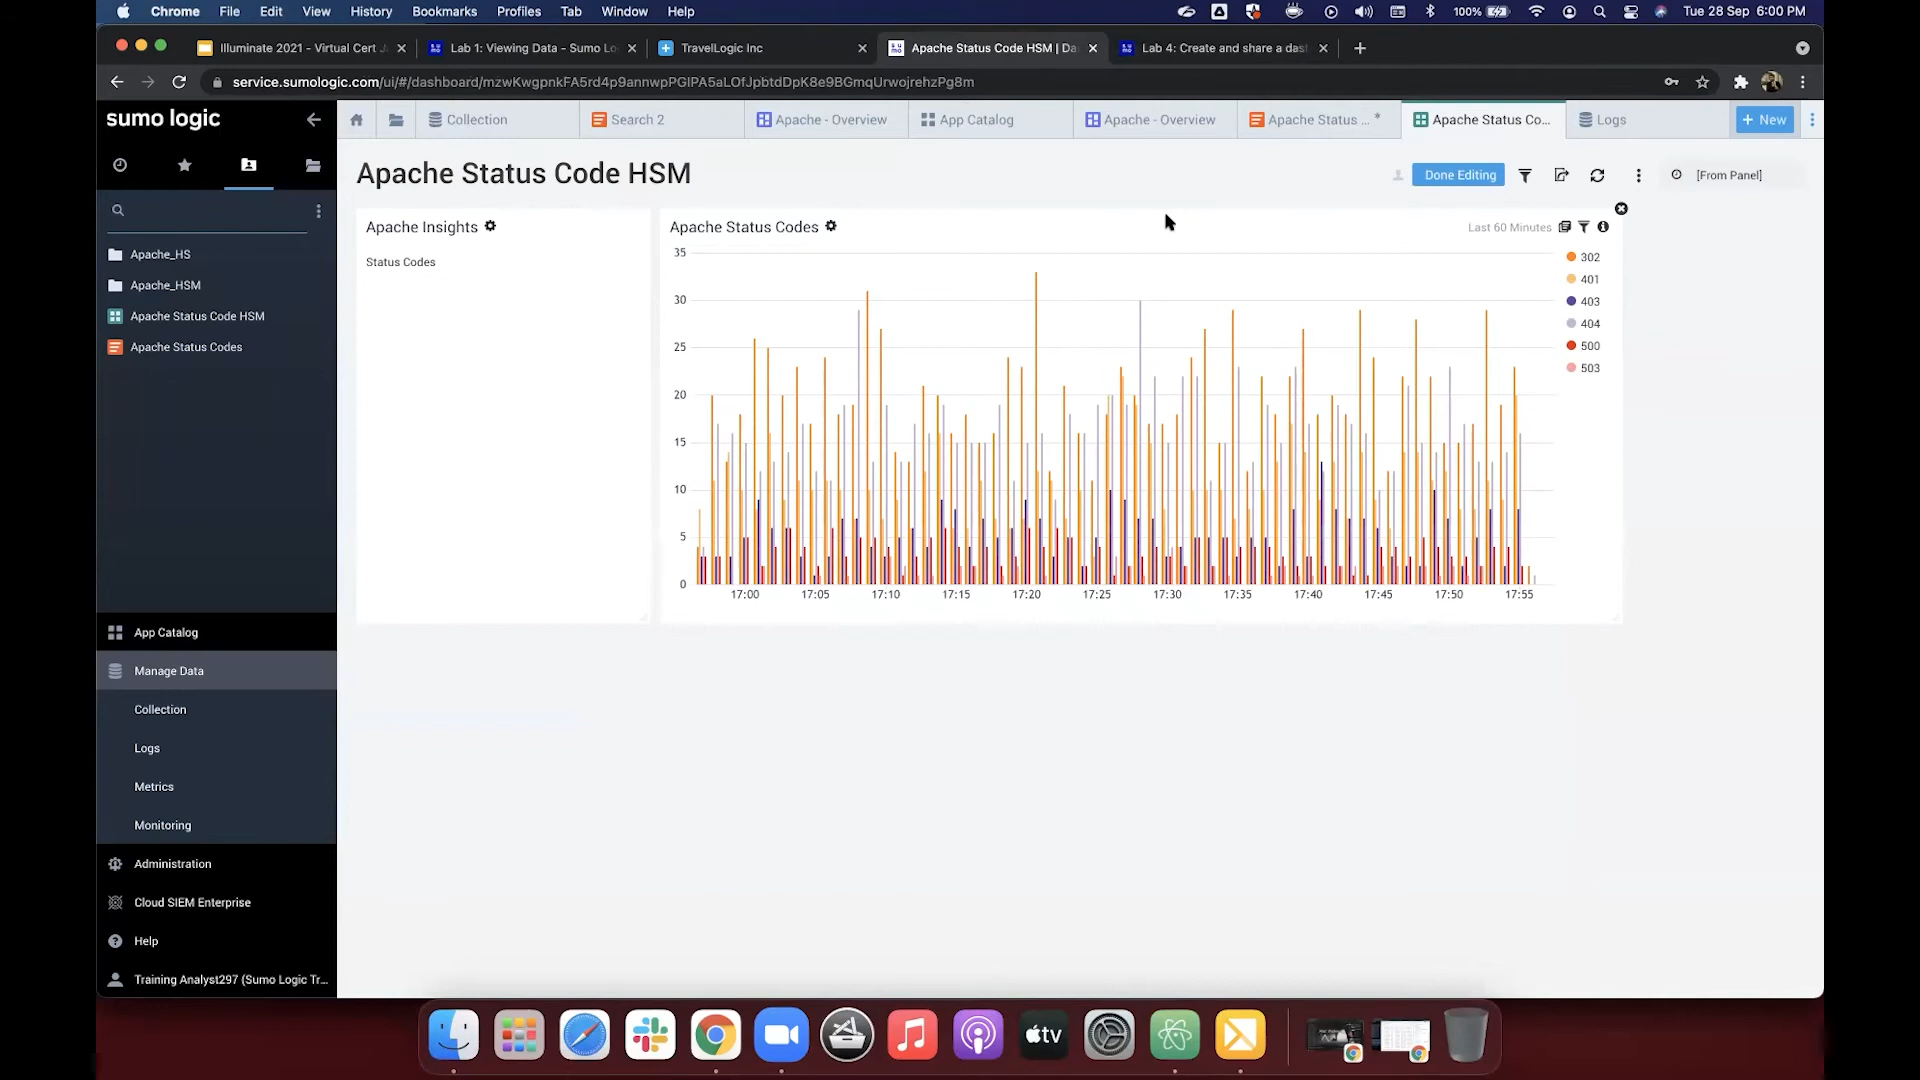 Chrome File Edit View History Bookmarks Profiles Tab Window Help 100% Tue 28 Sep 6:00 PM
Illuminate 2021 - Virtual Cert J Lab 1: Viewing Data - Sumo Lo TravelLogic Inc Apache Status Code HSM | Da Lab 4: Create and share a das
service.sumologic.com/ui/#/dashboard/mzwKwgpnkFA5rd4p9annwpPGlPA5aLOfJpbtdDpK8e9BGmqUrwojrehzPg8m
sumo logic
Collection Search 2 Apache - Overview App Catalog Apache - Overview Apache Status ... * Apache Status Co... Logs + New
Apache Status Code HSM
Done Editing [From Panel]
Apache_HS
Apache_HSM
Apache Status Code HSM
Apache Status Codes
App Catalog
Manage Data
Collection
Logs
Metrics
Monitoring
Administration
Cloud SIEM Enterprise
Help
Training Analyst297 (Sumo Logic Tr...
Apache Insights
Status Codes
Apache Status Codes Last 60 Minutes
35
30
25
20
15
10
5
0
17:00 17:05 17:10 17:15 17:20 17:25 17:30 17:35 17:40 17:45 17:50 17:55
302
401
403
404
500
503
tv